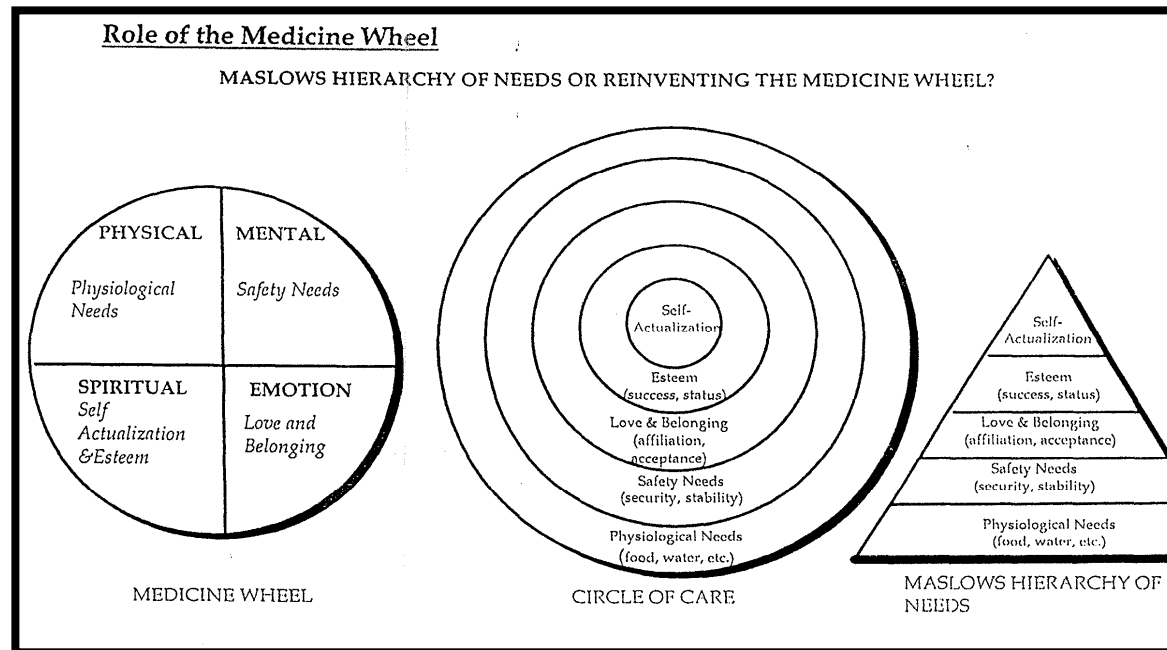 Role of the Medicine Wheel
MASLOWS HIERARCHY OF NEEDS OR REINVENTING THE MEDICINE WHEEL?
PHYSICAL
Physiological
Needs
MENTAL
Safety Needs
SPIRITUAL
Self
Actualization
&Esteem
EMOTION
Love and
Belonging
MEDICINE WHEEL
Self-
Actualization
Esteem
(success, status)
Love & Belonging
(affiliation,
acceptance)
Safety Needs
(security, stability)
Physiological Needs
(food, water, etc.)
CIRCLE OF CARE
Self-
Actualization
Esteem
(success, status)
Love & Belonging
(affiliation, acceptance)
Safety Needs
(security, stability)
Physiological Needs
(food, water, etc.)
MASLOWS HIERARCHY OF
NEEDS